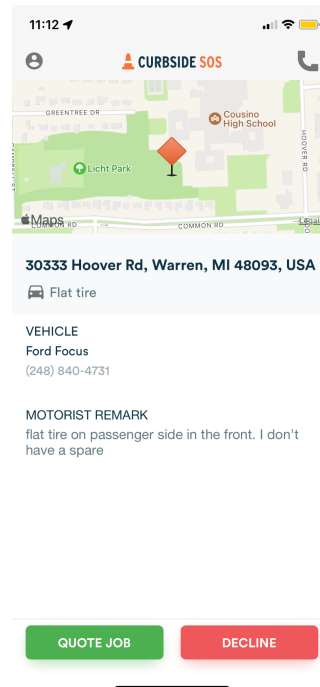 11:12
CURBSIDE SOS
GREENTREE DR
Cousino
High School
HOOVER RD
Licht Park
Maps
COMMON RD
COMMON RD
Legal
30333 Hoover Rd, Warren, MI 48093, USA
Flat tire
VEHICLE
Ford Focus
(248) 840-4731
MOTORIST REMARK
flat tire on passenger side in the front. I don't
have a spare
QUOTE JOB
DECLINE